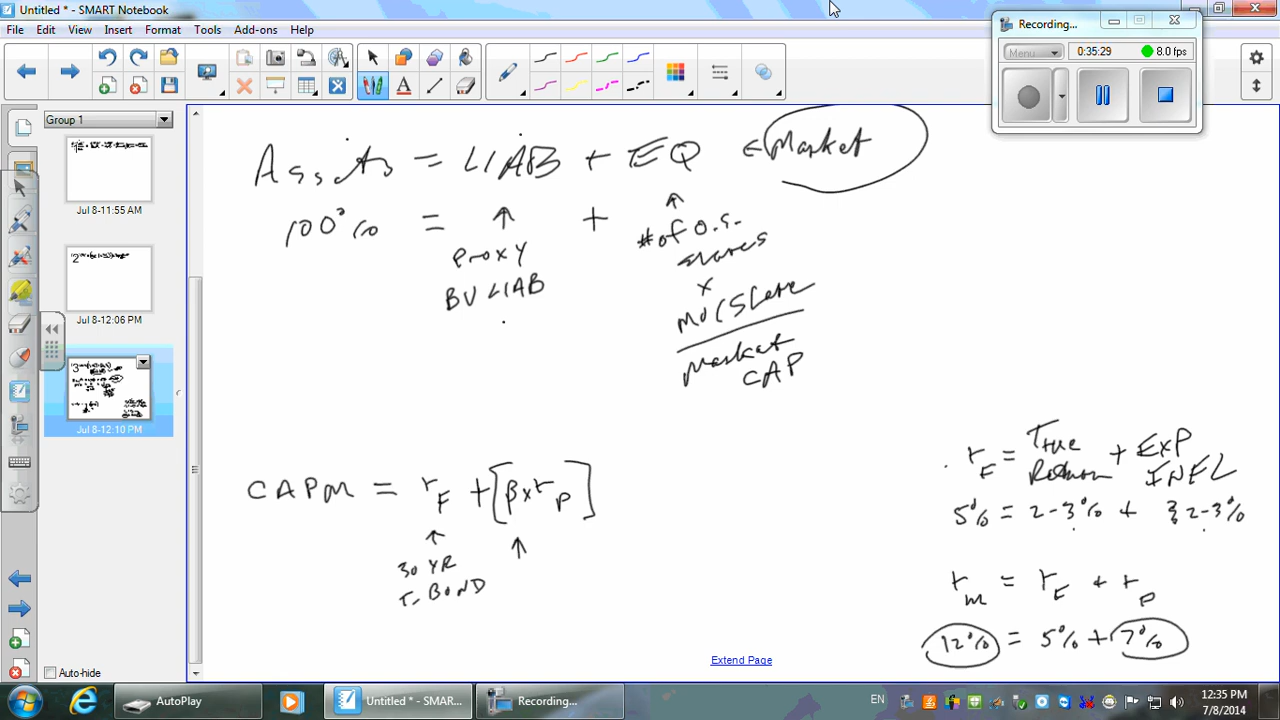 Untitled * - SMART Notebook
File Edit View Insert Format Tools Add-ons Help
Recording...
Menu
0:35:29
8.0 fps
Group 1
Jul 8-11:55 AM
Jul 8-12:06 PM
Jul 8-12:10 PM
Assets = LIAB + EQ ← Market
100% = ↑ + ↑
Proxy
BV LIAB
# of O.S.
shares
x
Market
CAP
CAPM = rF + [β x rP]
↑ ↑
30 YR
T-BOND
rF = True Return + EXP INFL
5% = 2-3% + 2-3%
rm = rF + rP
12% = 5% + 7%
Extend Page
Auto-hide
AutoPlay
Untitled * - SMAR...
Recording...
EN
12:35 PM
7/8/2014